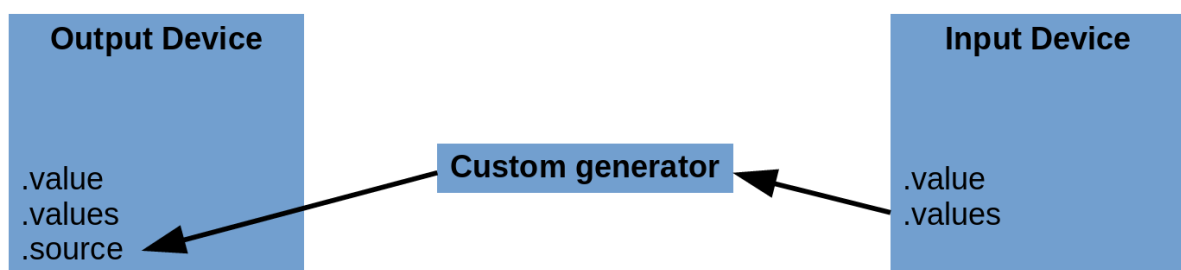 Output Device
.value
.values
.source
Custom generator
Input Device
.value
.values